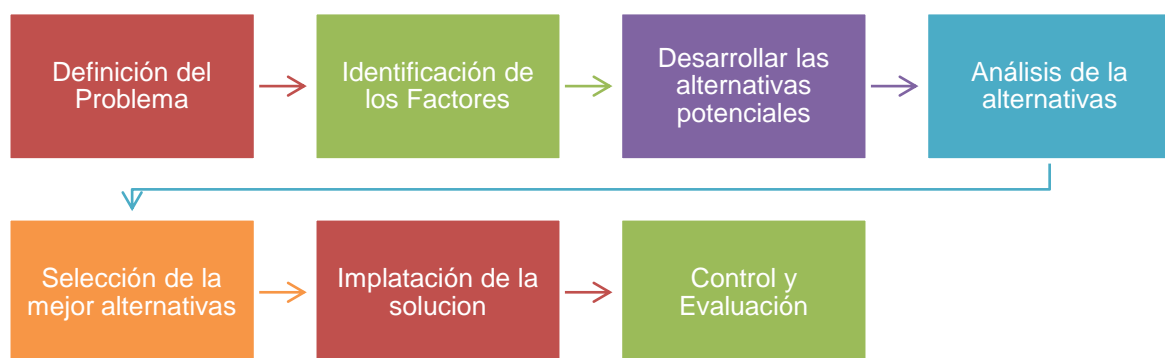 Definición del
Problema
Identificación de
los Factores
Desarrollar las
alternativas
potenciales
Análisis de la
alternativas
Selección de la
mejor alternativas
Implatación de la
solucion
Control y
Evaluación